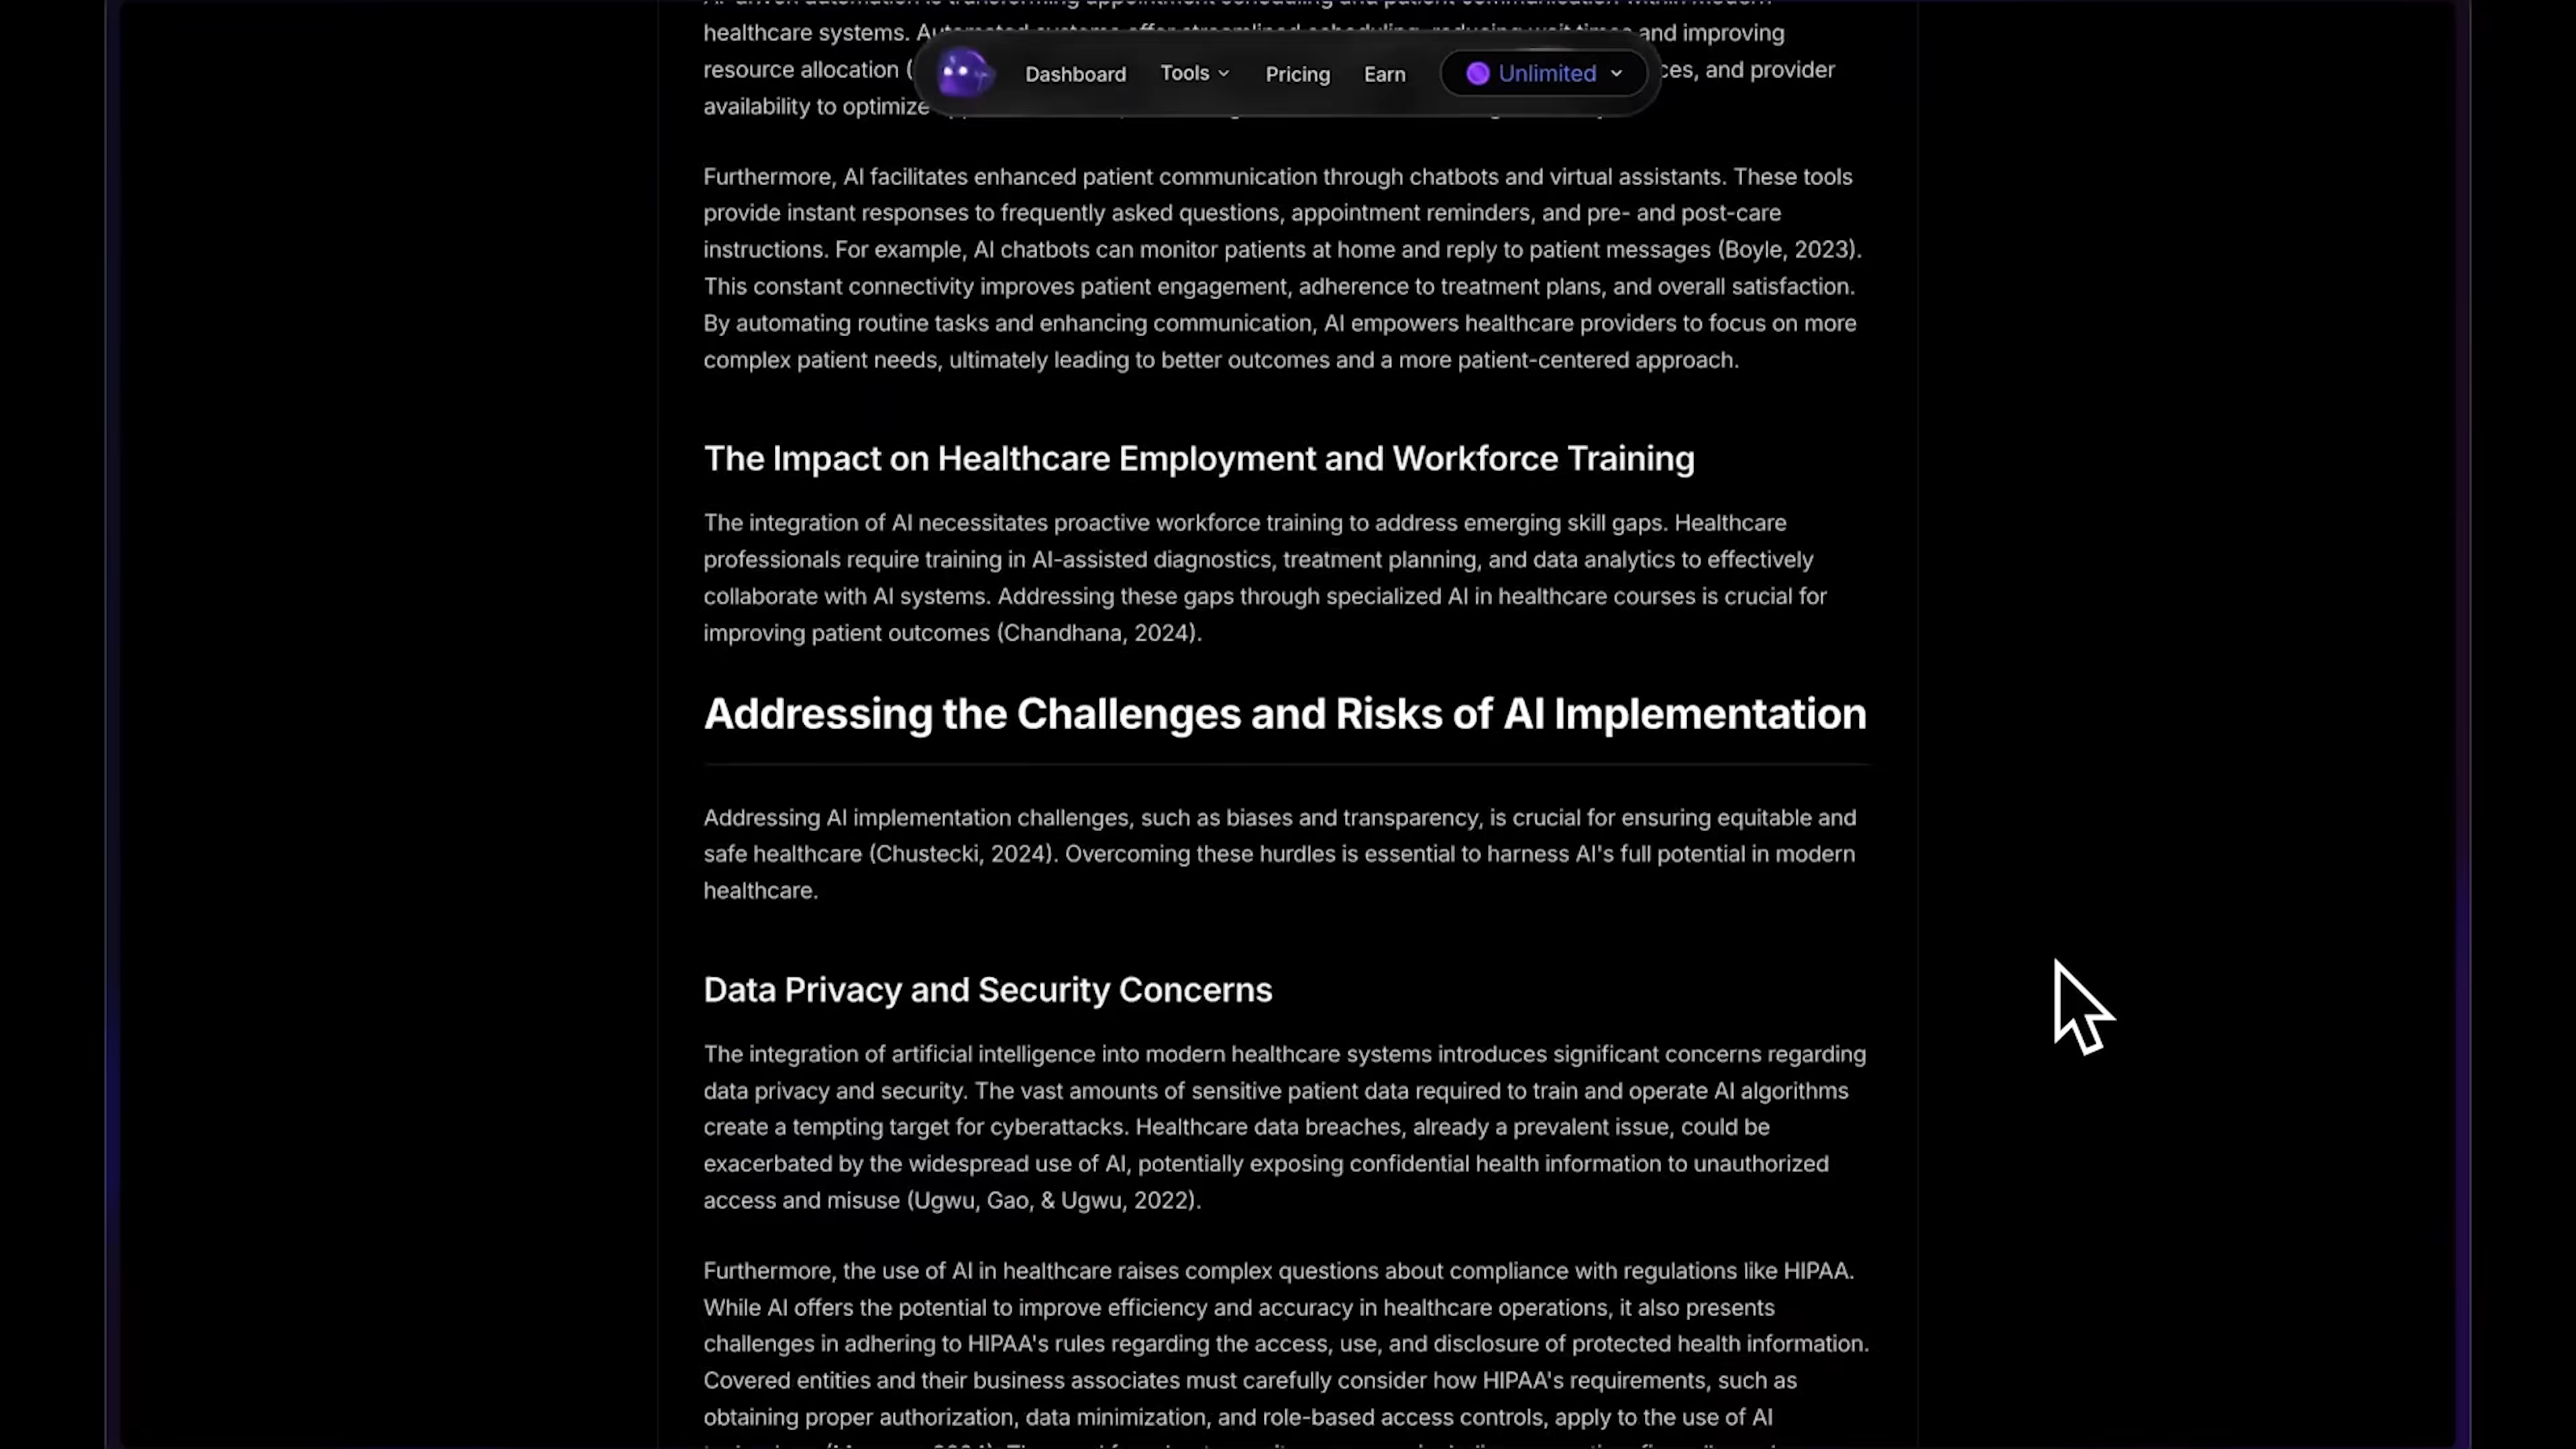 healthcare systems. and improving
resource allocation ( ces, and provider
availability to optimize
Dashboard Tools Pricing Earn Unlimited
Furthermore, AI facilitates enhanced patient communication through chatbots and virtual assistants. These tools
provide instant responses to frequently asked questions, appointment reminders, and pre- and post-care
instructions. For example, AI chatbots can monitor patients at home and reply to patient messages (Boyle, 2023).
This constant connectivity improves patient engagement, adherence to treatment plans, and overall satisfaction.
By automating routine tasks and enhancing communication, AI empowers healthcare providers to focus on more
complex patient needs, ultimately leading to better outcomes and a more patient-centered approach.
The Impact on Healthcare Employment and Workforce Training
The integration of AI necessitates proactive workforce training to address emerging skill gaps. Healthcare
professionals require training in AI-assisted diagnostics, treatment planning, and data analytics to effectively
collaborate with AI systems. Addressing these gaps through specialized AI in healthcare courses is crucial for
improving patient outcomes (Chandhana, 2024).
Addressing the Challenges and Risks of AI Implementation
Addressing AI implementation challenges, such as biases and transparency, is crucial for ensuring equitable and
safe healthcare (Chustecki, 2024). Overcoming these hurdles is essential to harness AI's full potential in modern
healthcare.
Data Privacy and Security Concerns
The integration of artificial intelligence into modern healthcare systems introduces significant concerns regarding
data privacy and security. The vast amounts of sensitive patient data required to train and operate AI algorithms
create a tempting target for cyberattacks. Healthcare data breaches, already a prevalent issue, could be
exacerbated by the widespread use of AI, potentially exposing confidential health information to unauthorized
access and misuse (Ugwu, Gao, & Ugwu, 2022).
Furthermore, the use of AI in healthcare raises complex questions about compliance with regulations like HIPAA.
While AI offers the potential to improve efficiency and accuracy in healthcare operations, it also presents
challenges in adhering to HIPAA's rules regarding the access, use, and disclosure of protected health information.
Covered entities and their business associates must carefully consider how HIPAA's requirements, such as
obtaining proper authorization, data minimization, and role-based access controls, apply to the use of AI